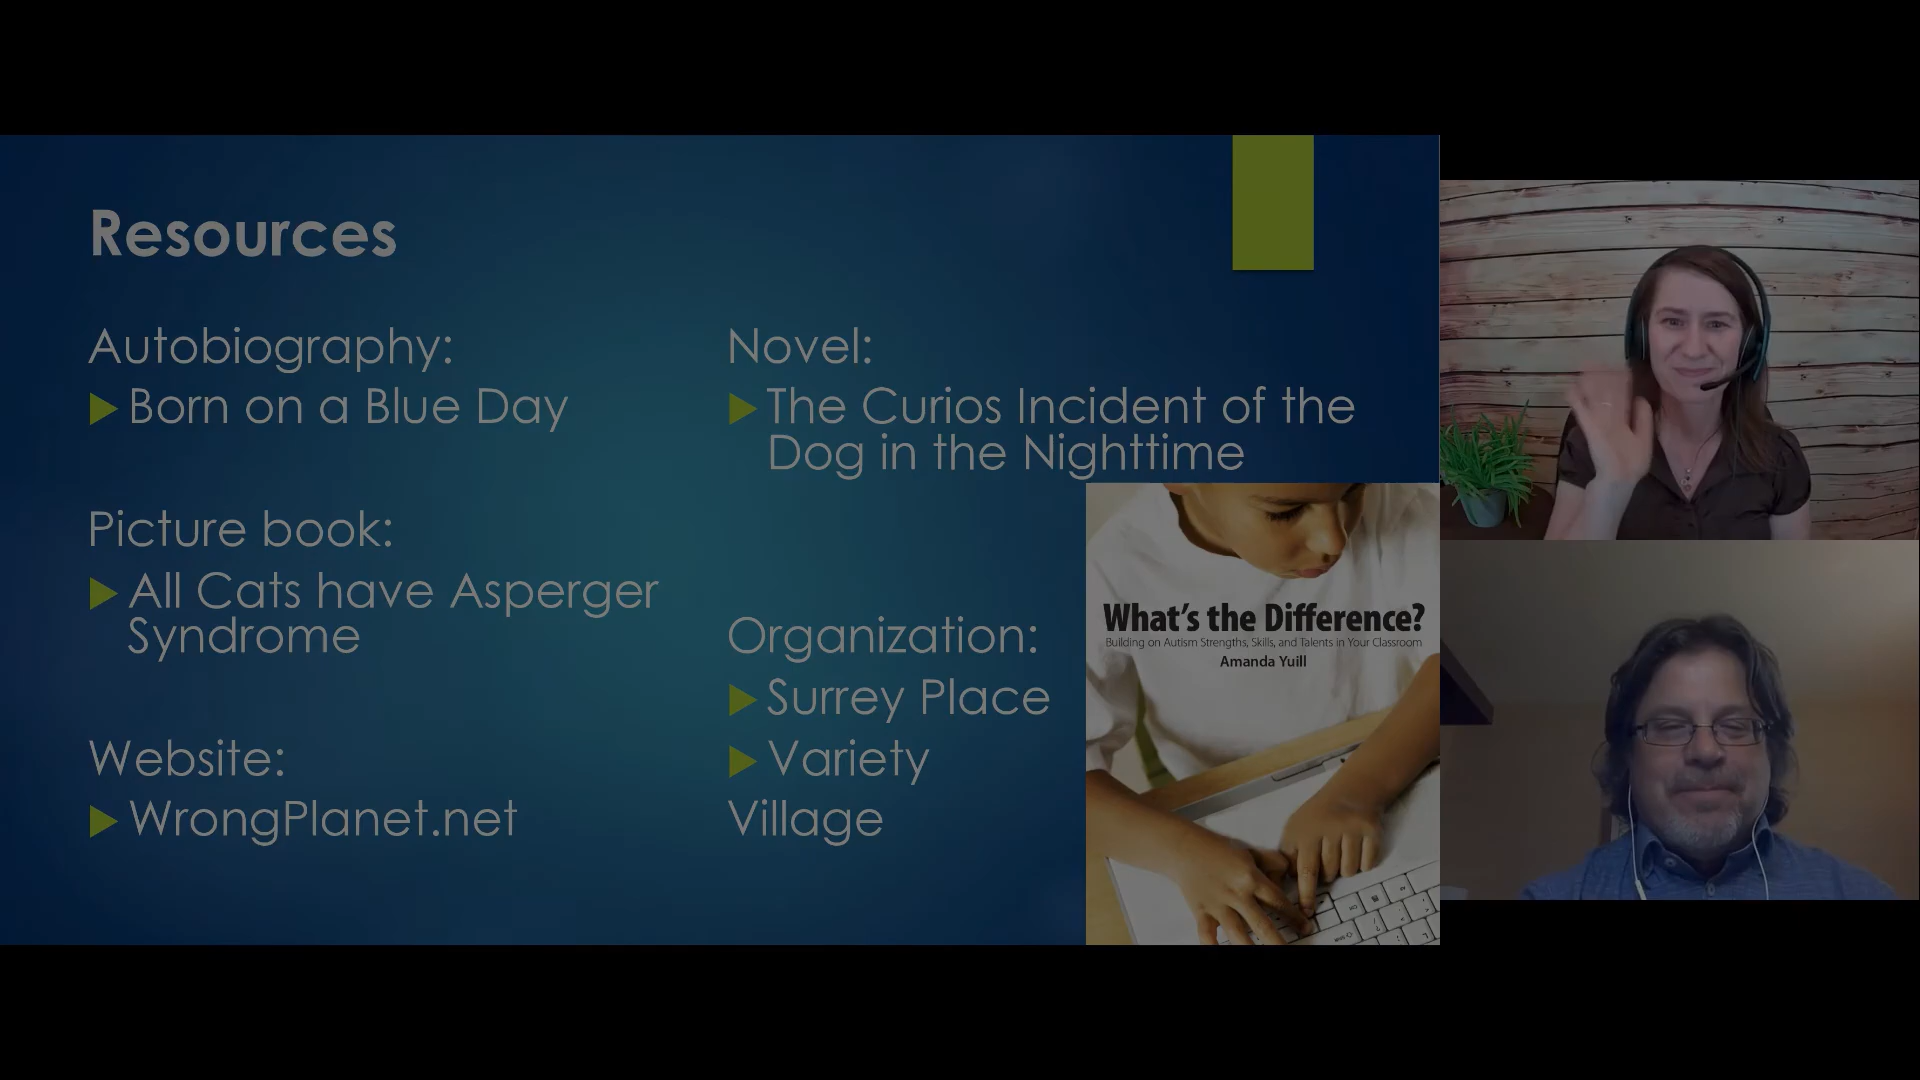 Resources
Autobiography:
Born on a Blue Day
Picture book:
All Cats have Asperger
Syndrome
Website:
WrongPlanet.net
Novel:
The Curios Incident of the
Dog in the Nighttime
Organization:
Surrey Place
Variety
Village
What's the Difference?
Building on Autism Strengths, Skills, and Talents in Your Classroom
Amanda Yuill